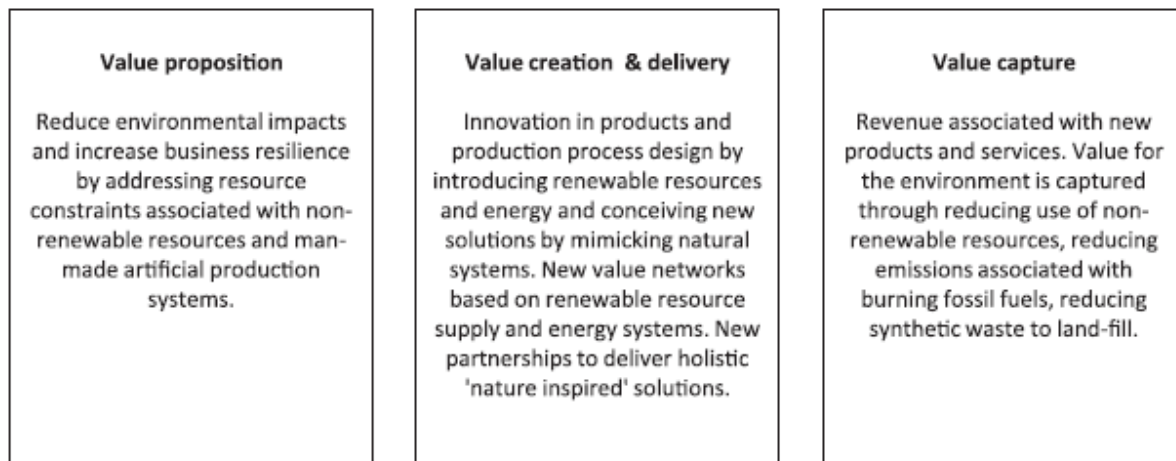 Value proposition
Reduce environmental impacts
and increase business resilience
by addressing resource
constraints associated with non-
renewable resources and man-
made artificial production
systems.
Value creation & delivery
Innovation in products and
production process design by
introducing renewable resources
and energy and conceiving new
solutions by mimicking natural
systems. New value networks
based on renewable resource
supply and energy systems. New
partnerships to deliver holistic
'nature inspired' solutions.
Value capture
Revenue associated with new
products and services. Value for
the environment is captured
through reducing use of non-
renewable resources, reducing
emissions associated with
burning fossil fuels, reducing
synthetic waste to land-fill.